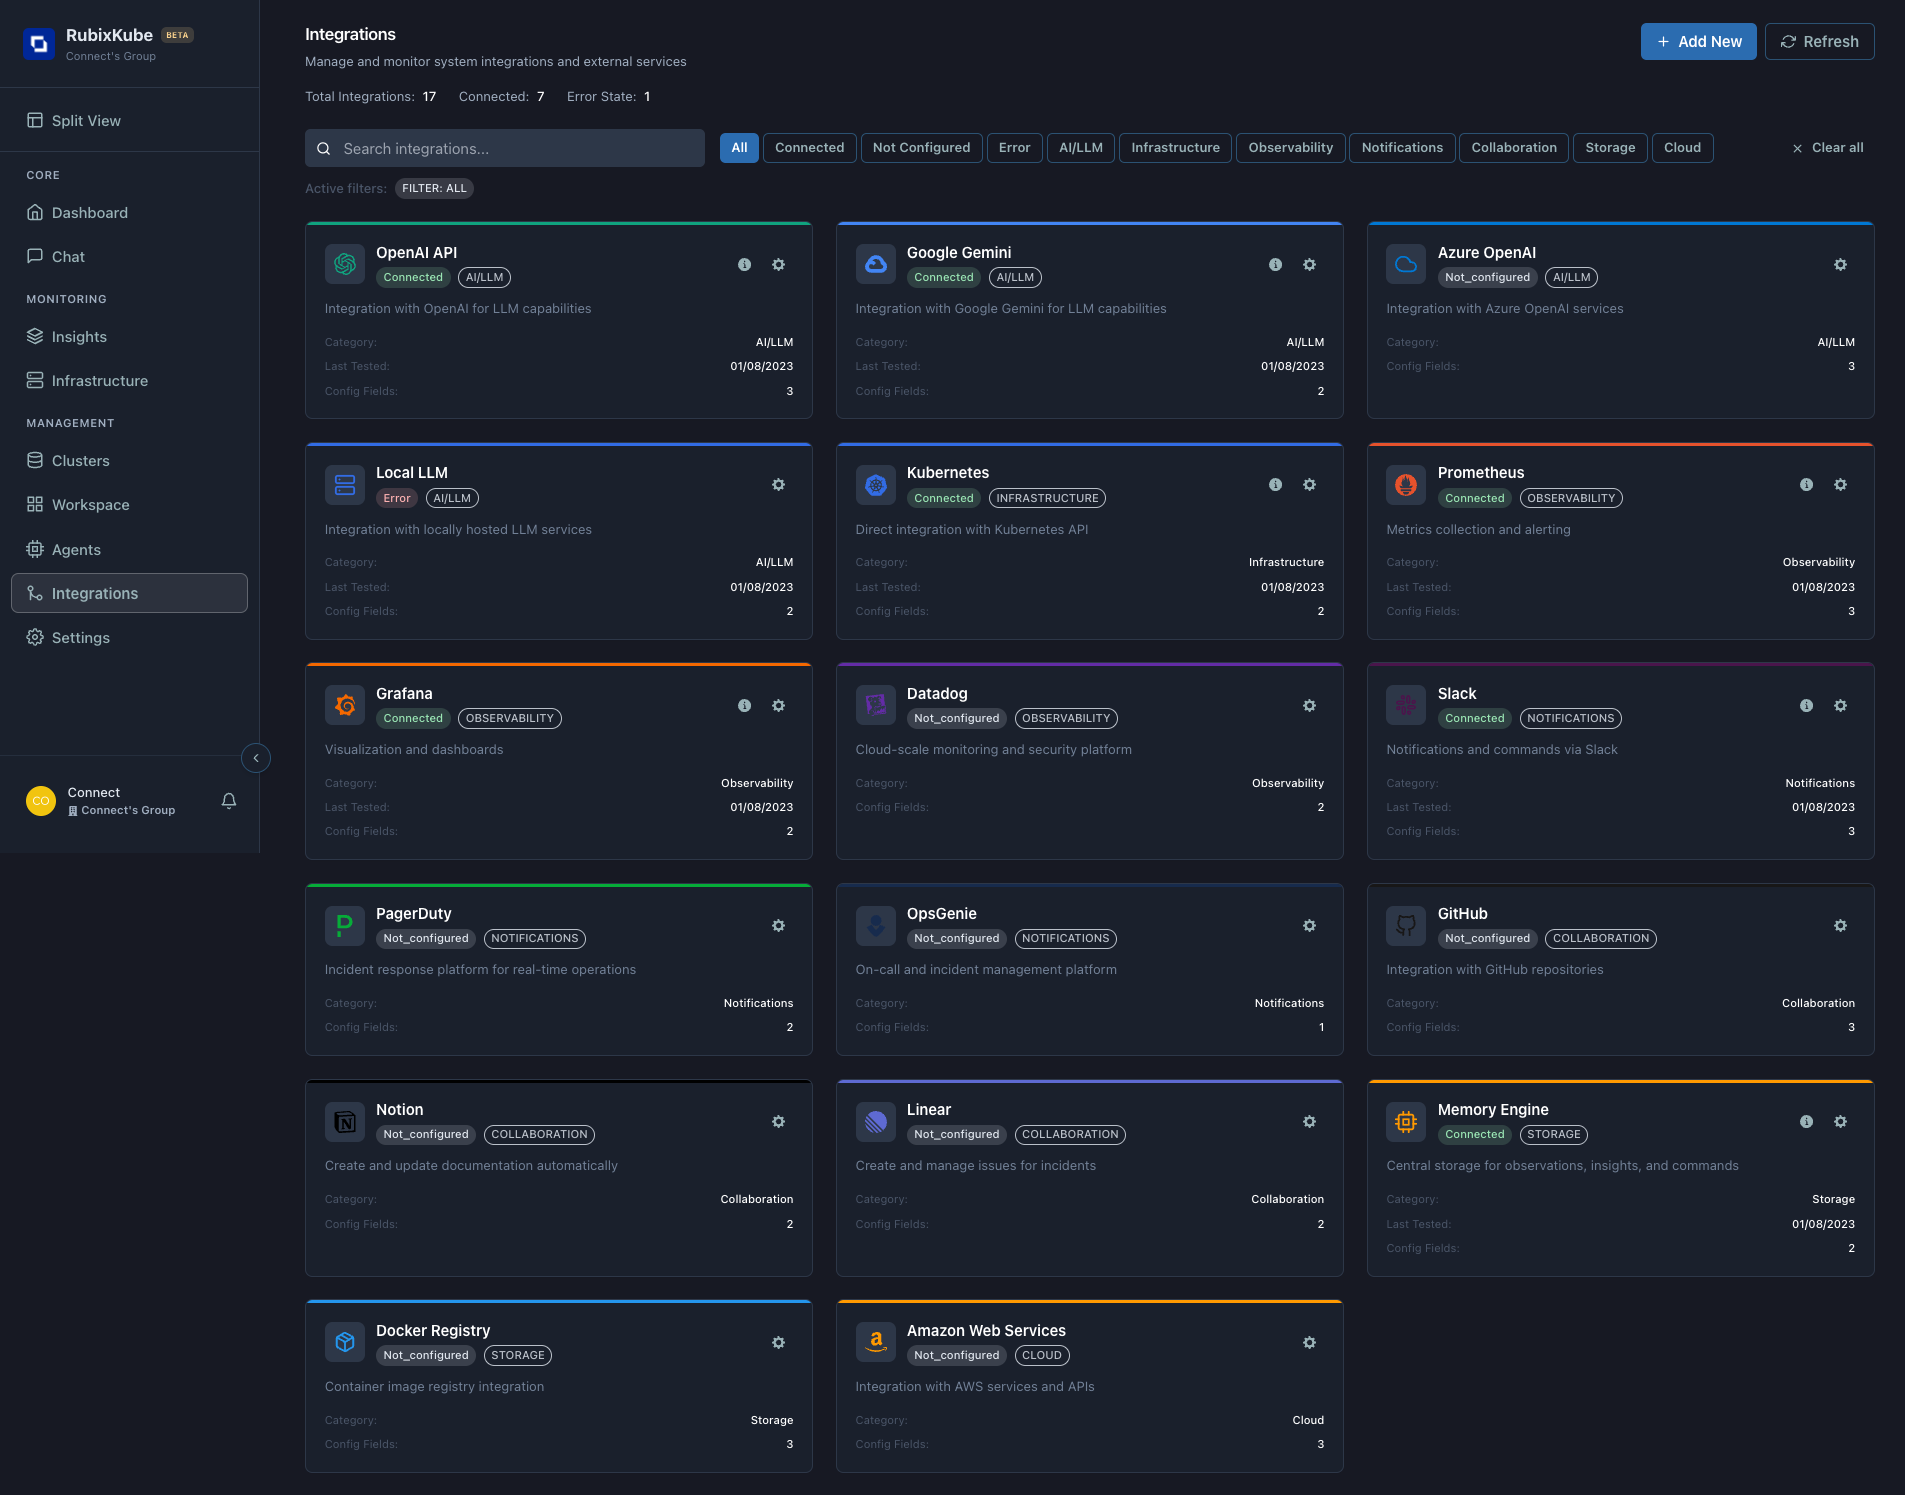 RubixKube BETA
Connect's Group
Split View
CORE
Dashboard
Chat
MONITORING
Insights
Infrastructure
MANAGEMENT
Clusters
Workspace
Agents
Integrations
Settings
CO
Connect
Connect's Group
Integrations
Manage and monitor system integrations and external services
Add New
Refresh
Total Integrations: 17 Connected: 7 Error State: 1
Search integrations...
All Connected Not Configured Error AI/LLM Infrastructure Observability Notifications Collaboration Storage Cloud
Clear all
Active filters: FILTER: ALL
OpenAI API
Connected AI/LLM
Integration with OpenAI for LLM capabilities
Category: AI/LLM
Last Tested: 01/08/2023
Config Fields: 3
Google Gemini
Connected AI/LLM
Integration with Google Gemini for LLM capabilities
Category: AI/LLM
Last Tested: 01/08/2023
Config Fields: 2
Azure OpenAI
Not_configured AI/LLM
Integration with Azure OpenAI services
Category: AI/LLM
Config Fields: 3
Local LLM
Error AI/LLM
Integration with locally hosted LLM services
Category: AI/LLM
Last Tested: 01/08/2023
Config Fields: 2
Kubernetes
Connected INFRASTRUCTURE
Direct integration with Kubernetes API
Category: Infrastructure
Last Tested: 01/08/2023
Config Fields: 2
Prometheus
Connected OBSERVABILITY
Metrics collection and alerting
Category: Observability
Last Tested: 01/08/2023
Config Fields: 3
Grafana
Connected OBSERVABILITY
Visualization and dashboards
Category: Observability
Last Tested: 01/08/2023
Config Fields: 2
Datadog
Not_configured OBSERVABILITY
Cloud-scale monitoring and security platform
Category: Observability
Config Fields: 2
Slack
Connected NOTIFICATIONS
Notifications and commands via Slack
Category: Notifications
Last Tested: 01/08/2023
Config Fields: 3
PagerDuty
Not_configured NOTIFICATIONS
Incident response platform for real-time operations
Category: Notifications
Config Fields: 2
OpsGenie
Not_configured NOTIFICATIONS
On-call and incident management platform
Category: Notifications
Config Fields: 1
GitHub
Not_configured COLLABORATION
Integration with GitHub repositories
Category: Collaboration
Config Fields: 3
Notion
Not_configured COLLABORATION
Create and update documentation automatically
Category: Collaboration
Config Fields: 2
Linear
Not_configured COLLABORATION
Create and manage issues for incidents
Category: Collaboration
Config Fields: 2
Memory Engine
Connected STORAGE
Central storage for observations, insights, and commands
Category: Storage
Last Tested: 01/08/2023
Config Fields: 2
Docker Registry
Not_configured STORAGE
Container image registry integration
Category: Storage
Config Fields: 3
Amazon Web Services
Not_configured CLOUD
Integration with AWS services and APIs
Category: Cloud
Config Fields: 3